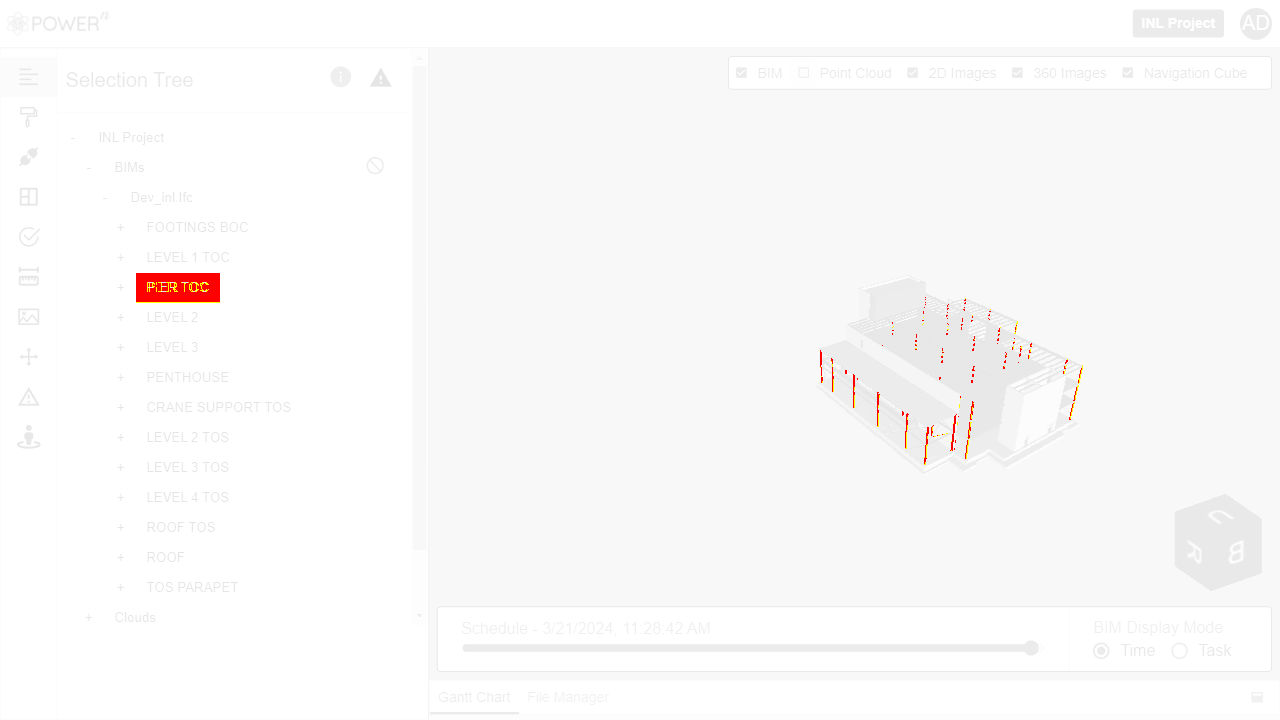 POWER n
INL Project
AD
Selection Tree
BIM
Point Cloud
2D Images
360 Images
Navigation Cube
- INL Project
- BIMs
- Dev_Inl.ifc
+ FOOTINGS BOC
+ LEVEL 1 TOC
+ PIER TOC
+ LEVEL 2
+ LEVEL 3
+ PENTHOUSE
+ CRANE SUPPORT TOS
+ LEVEL 2 TOS
+ LEVEL 3 TOS
+ LEVEL 4 TOS
+ ROOF TOS
+ ROOF
+ TOS PARAPET
+ Clouds
U
R
B
Schedule - 3/21/2024, 11:26:42 AM
BIM Display Mode
Time
Task
Gantt Chart
File Manager